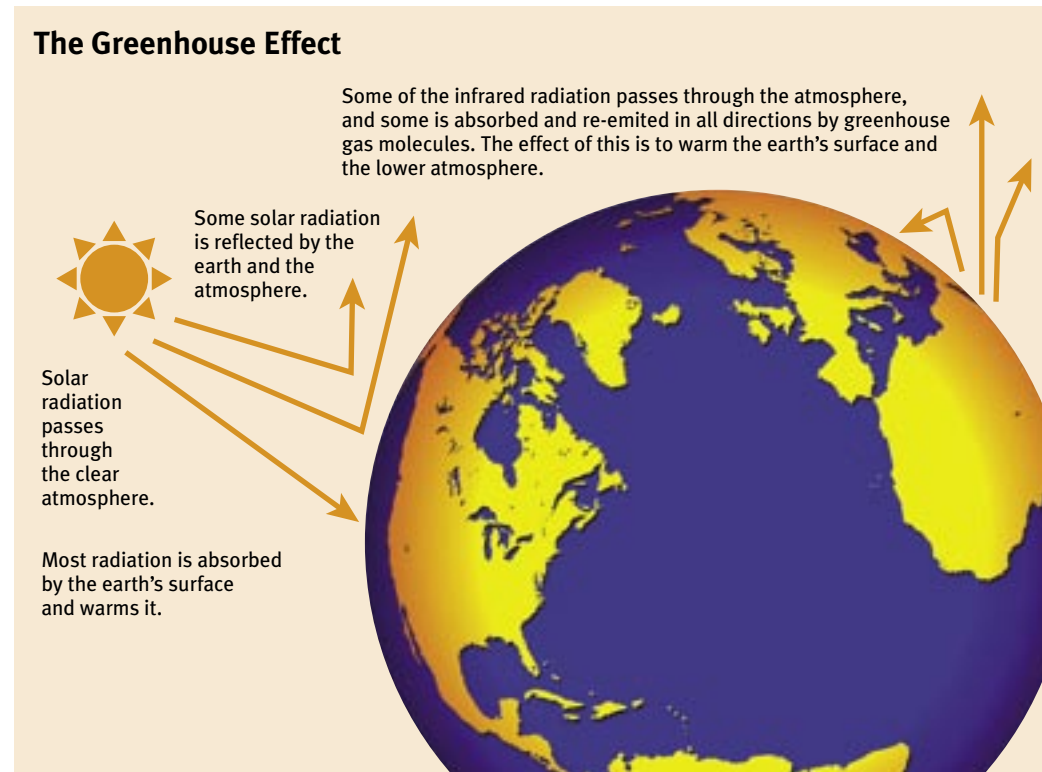 The Greenhouse Effect
Some of the infrared radiation passes through the atmosphere,
and some is absorbed and re-emited in all directions by greenhouse
gas molecules. The effect of this is to warm the earth's surface and
the lower atmosphere.
Some solar radiation
is reflected by the
earth and the
atmosphere.
Solar
radiation
passes
through
the clear
atmosphere.
Most radiation is absorbed
by the earth's surface
and warms it.